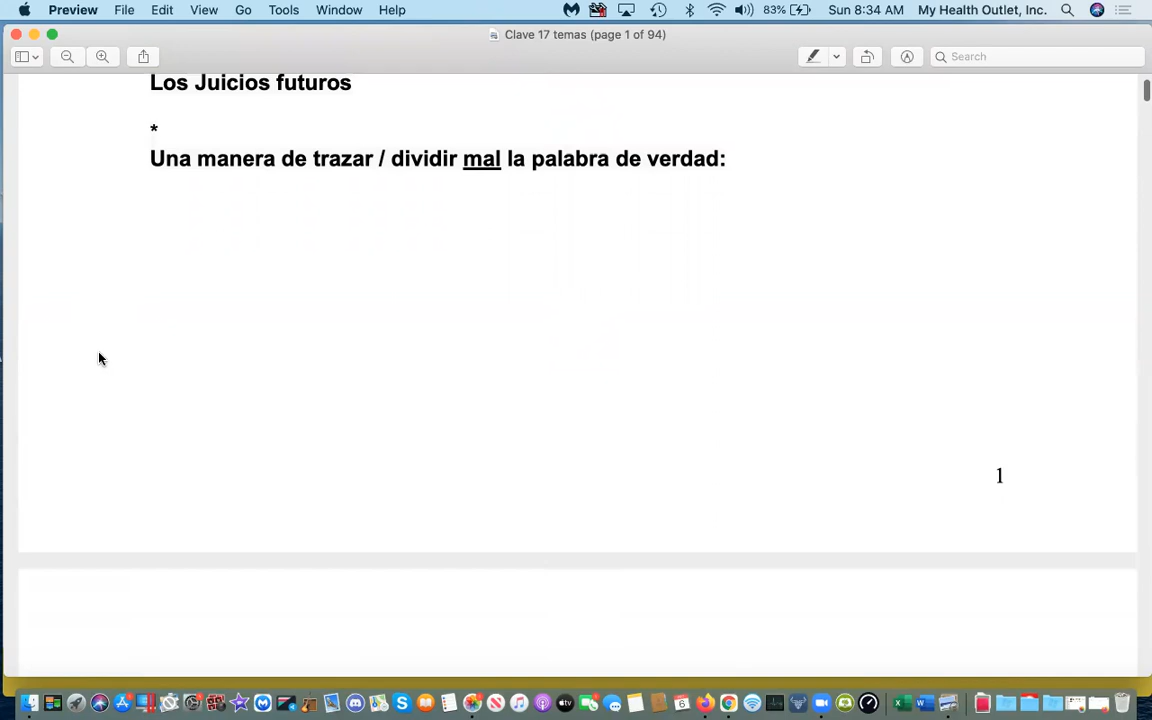 Preview File Edit View Go Tools Window Help 83% Sun 8:34 AM My Health Outlet, Inc.
Clave 17 temas (page 1 of 94)
Search
Los Juicios futuros
*
Una manera de trazar / dividir mal la palabra de verdad:
1
6